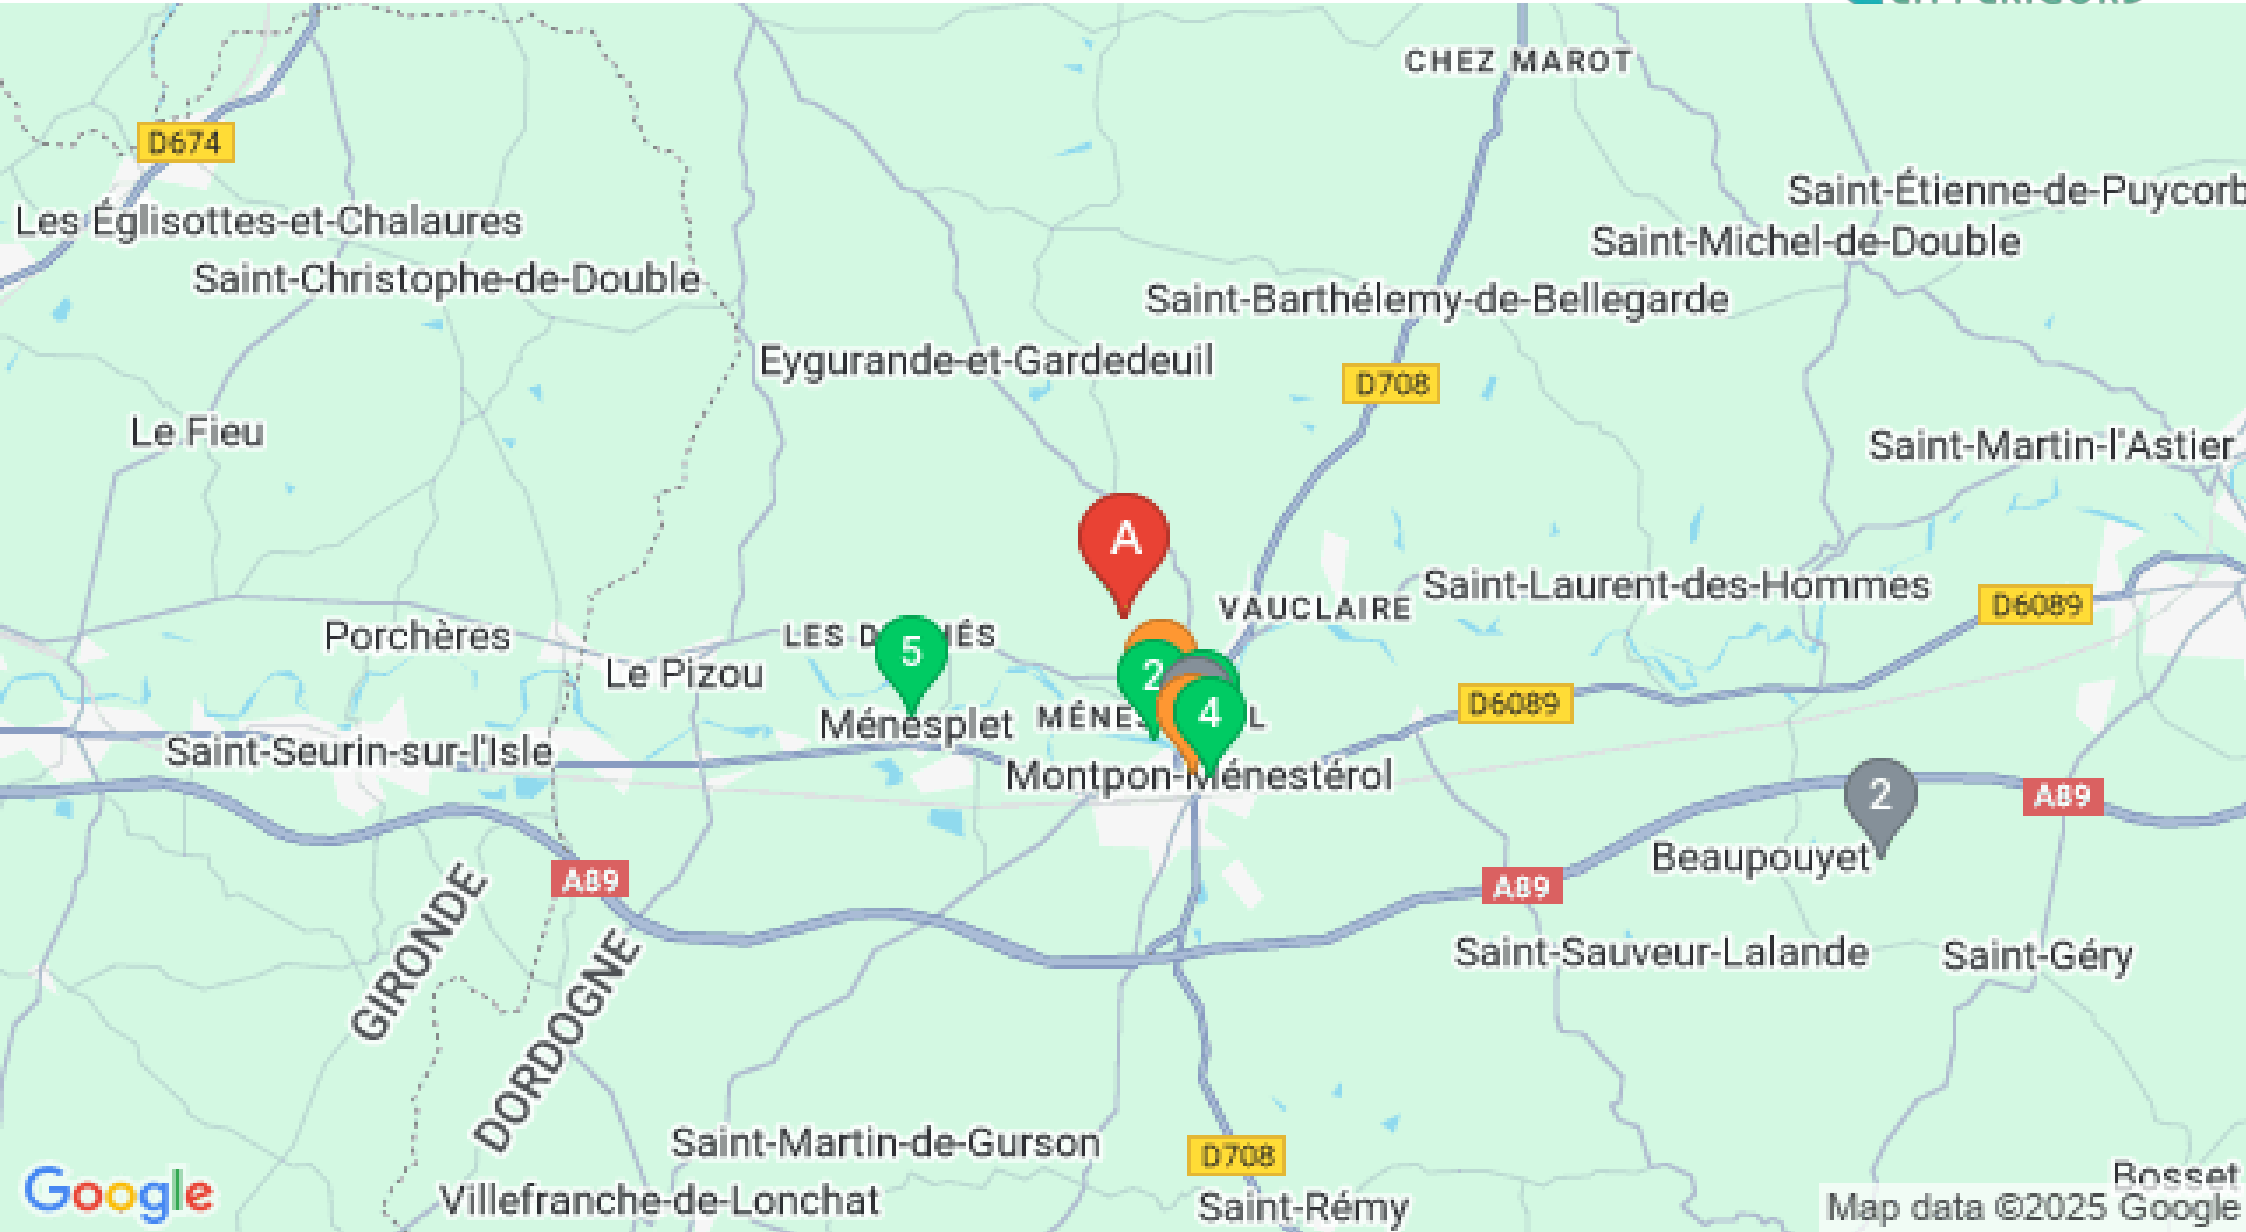 CHEZ MAROT
D674
Saint-Étienne-de-Puycorb
Les Églisottes-et-Chalaures
Saint-Michel-de-Double
Saint-Christophe-de-Double
Saint-Barthélemy-de-Bellegarde
Eygurande-et-Gardedeuil
D708
Le Fieu
Saint-Martin-l'Astier
A
Saint-Laurent-des-Hommes
VAUCLAIRE
D6089
Porchères
5
Le Pizou
2
D6089
4
Ménesplet
Saint-Seurin-sur-l'Isle
Montpon-Ménestérol
2
A89
Beaupouyet
A89
A89
GIRONDE
Saint-Sauveur-Lalande
Saint-Géry
DORDOGNE
Saint-Martin-de-Gurson
D708
Bosset
Google
Villefranche-de-Lonchat
Saint-Rémy
Map data ©2025 Google